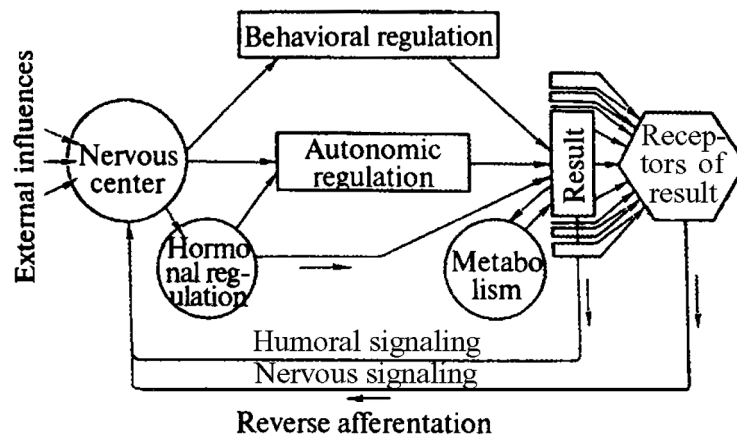 Behavioral regulation
External influences
Nervous
center
Autonomic
regulation
Result
Recep-
tors of
result
Hormo
nal reg-
ulation
Metabo
lism
Humoral signaling
Nervous signaling
Reverse afferentation